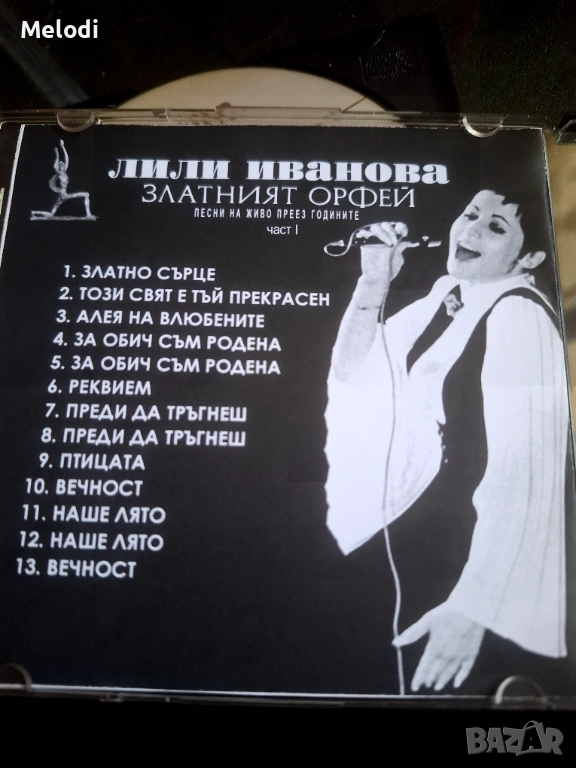 Melodi
ЛИЛИ ИВАНОВА
ЗЛАТНИЯТ ОРФЕЙ
ПЕСНИ НА ЖИВО ПРЕЕЗ ГОДИНИТЕ
ЧАСТ I
1. ЗЛАТНО СЪРЦЕ
2. ТОЗИ СВЯТ Е ТЪЙ ПРЕКРАСЕН
3. АЛЕЯ НА ВЛЮБЕНИТЕ
4. ЗА ОБИЧ СЪМ РОДЕНА
5. ЗА ОБИЧ СЪМ РОДЕНА
6. РЕКВИЕМ
7. ПРЕДИ ДА ТРЪГНЕШ
8. ПРЕДИ ДА ТРЪГНЕШ
9. ПТИЦАТА
10. ВЕЧНОСТ
11. НАШЕ ЛЯТО
12. НАШЕ ЛЯТО
13. ВЕЧНОСТ
BAZAR